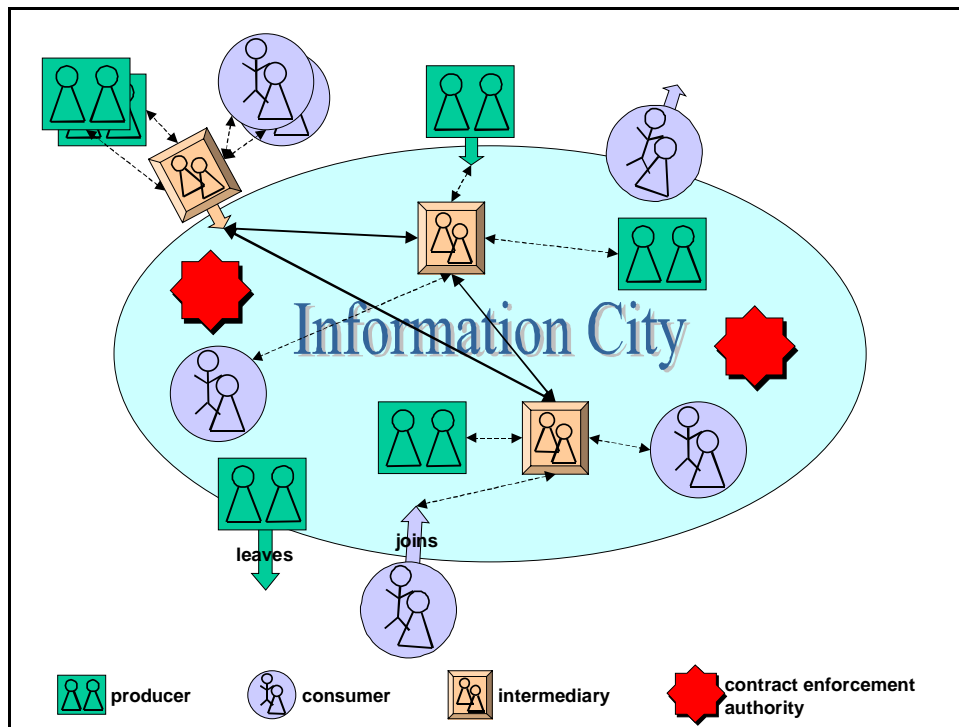 Information City
leaves
joins
producer
consumer
intermediary
contract enforcement
authority